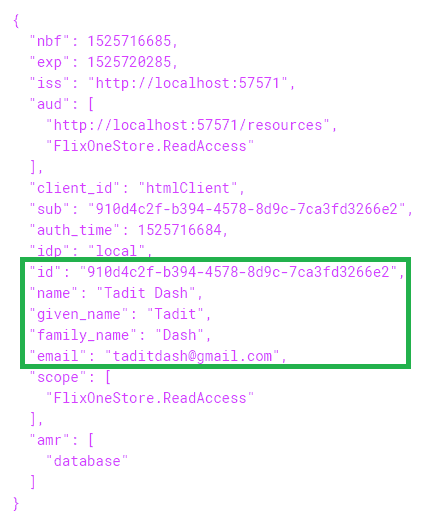 {
"nbf": 1525716685,
"exp": 1525720285,
"iss": "http://localhost:57571",
"aud": [
"http://localhost:57571/resources",
"FlixOneStore.ReadAccess"
],
"client_id": "htmlClient",
"sub": "910d4c2f-b394-4578-8d9c-7ca3fd3266e2",
"auth_time": 1525716684,
"idp": "local",
"id": "910d4c2f-b394-4578-8d9c-7ca3fd3266e2",
"name": "Tadit Dash",
"given_name": "Tadit",
"family_name": "Dash",
"email": "taditdash@gmail.com",
"scope": [
"FlixOneStore.ReadAccess"
],
"amr": [
"database"
]
}